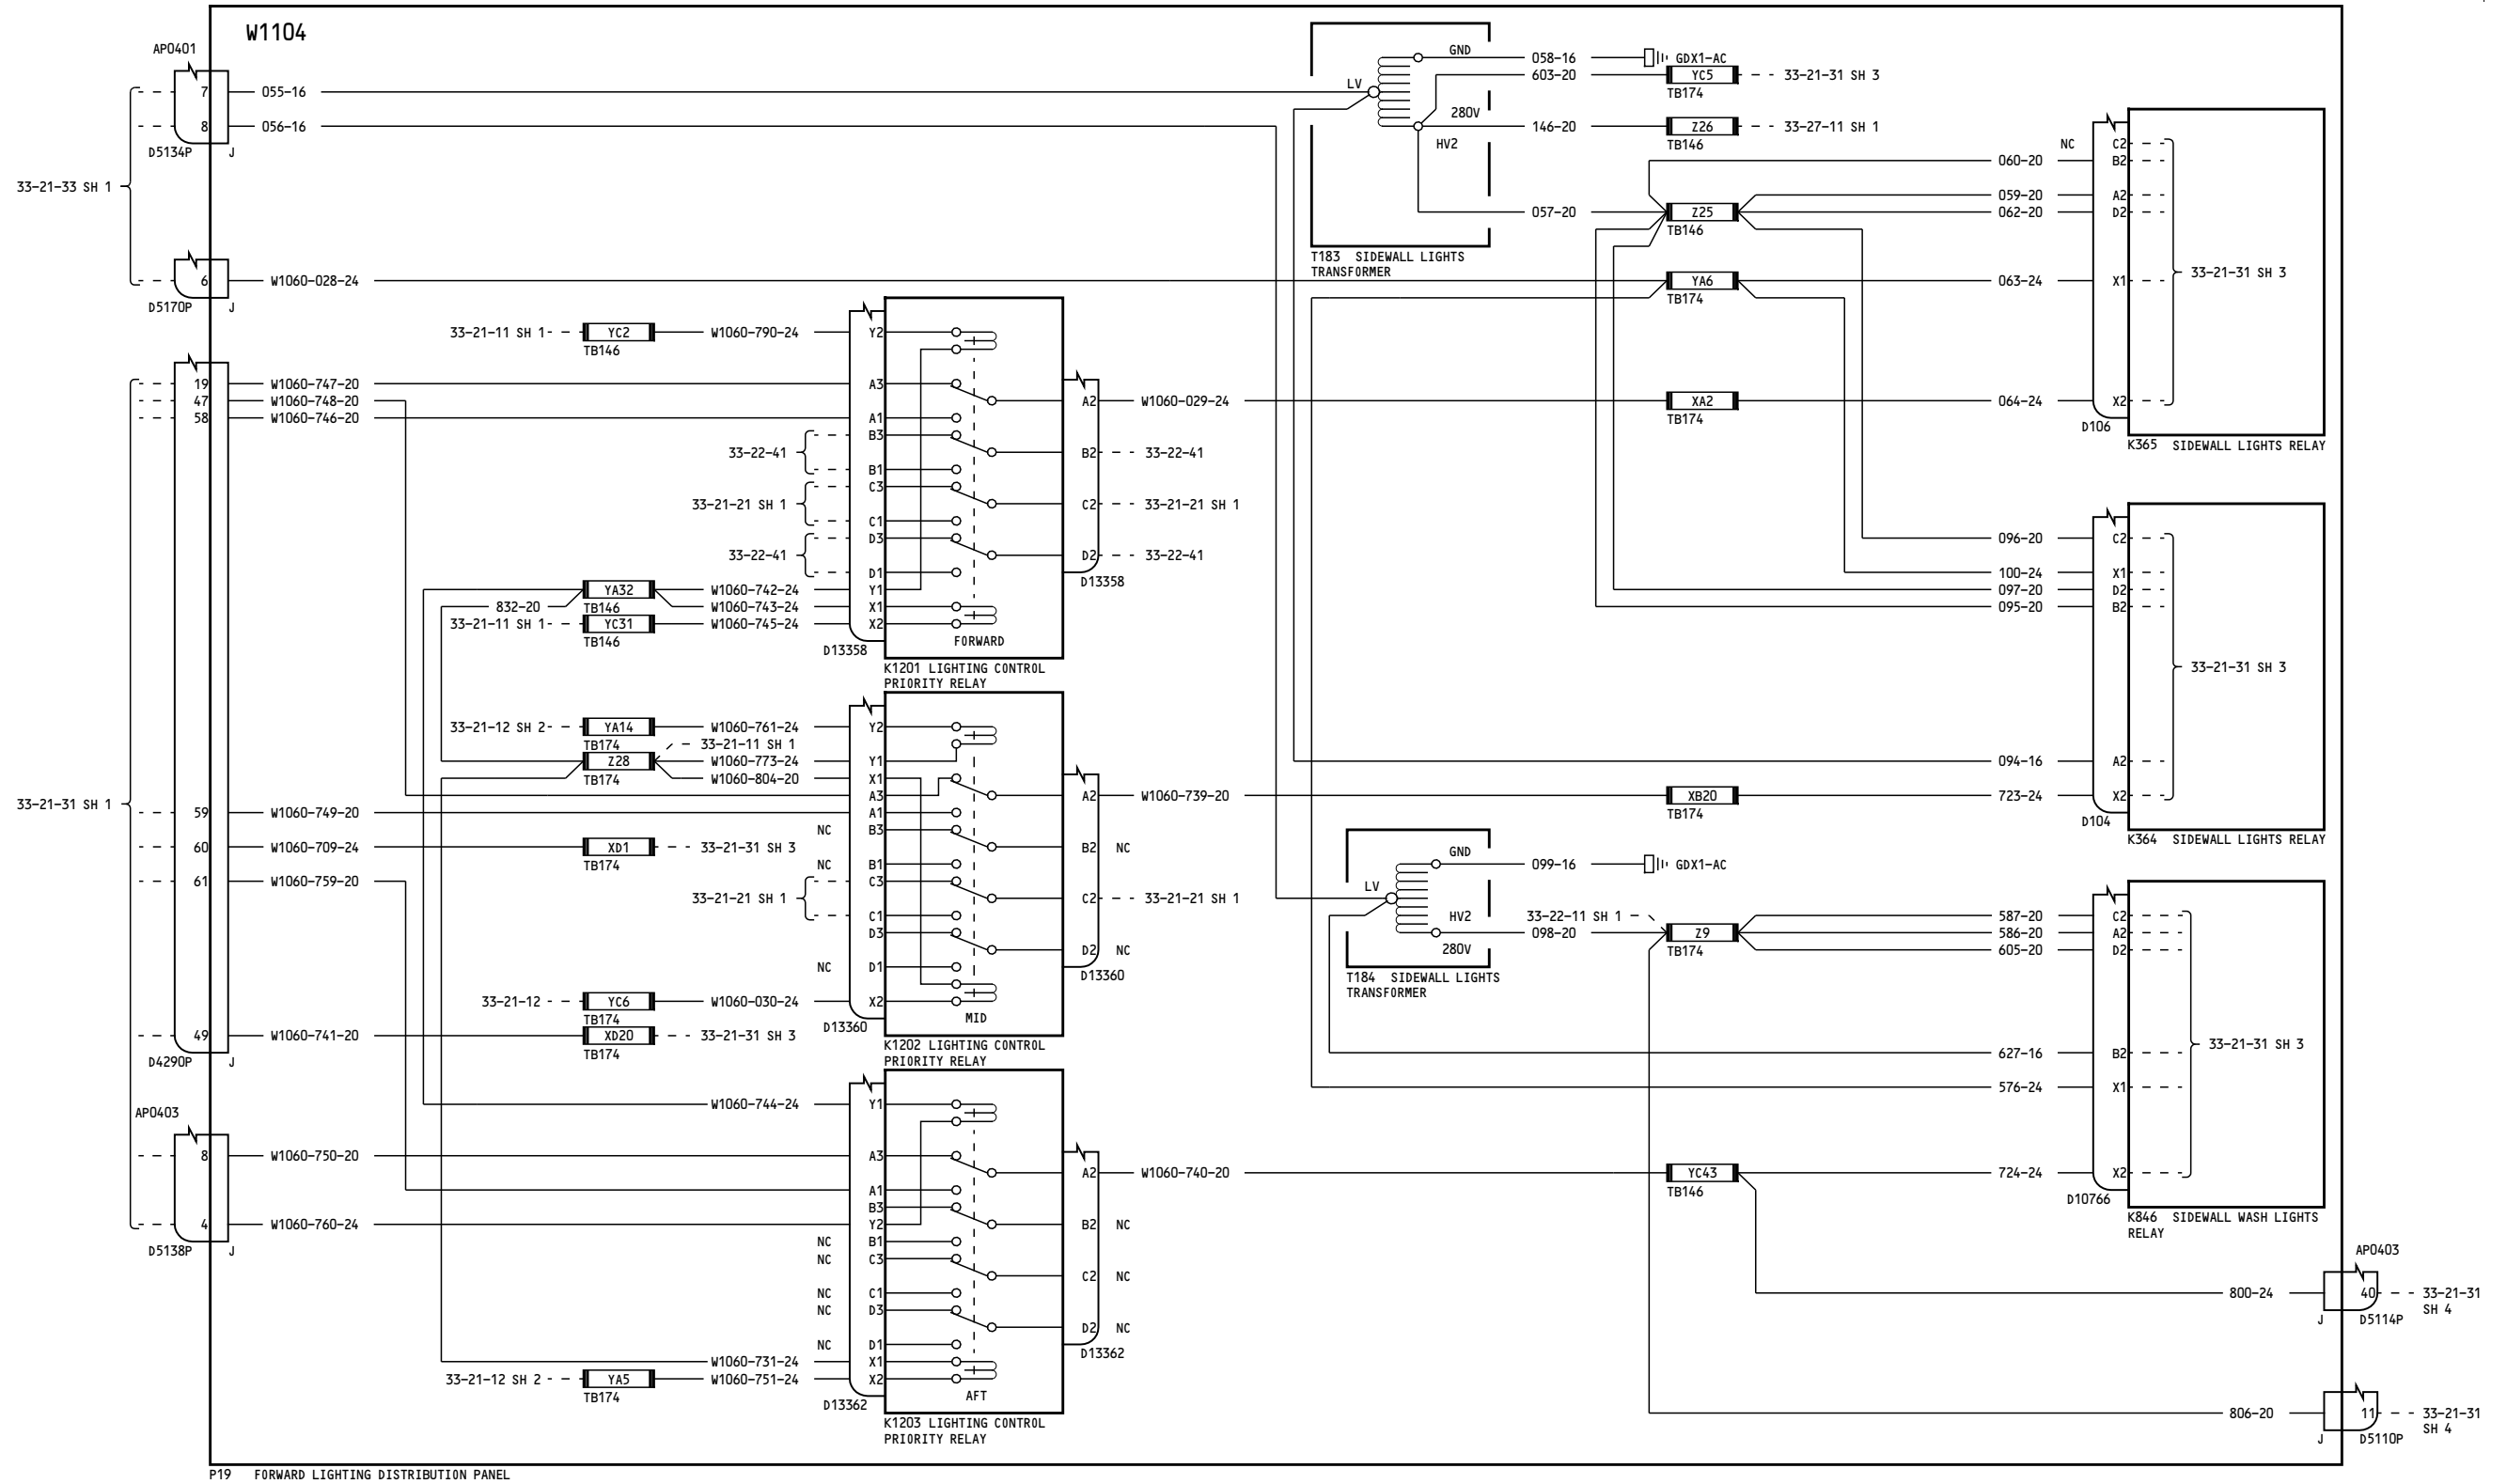 W1104
AP0401
7
8
055-16
056-16
D5134P
J
33-21-33 SH 1
6
W1060-028-24
D5170P
J
33-21-31 SH 1
19
47
58
W1060-747-20
W1060-748-20
W1060-746-20
59
60
61
49
W1060-749-20
W1060-709-24
W1060-759-20
W1060-741-20
D4290P
J
AP0403
8
4
W1060-750-20
W1060-760-24
D5138P
J
33-21-11 SH 1
YC2
TB146
W1060-790-24
33-22-41
33-21-21 SH 1
33-22-41
832-20
YA32
TB146
W1060-742-24
W1060-743-24
33-21-11 SH 1
YC31
TB146
W1060-745-24
Y2
A3
A1
B3
B1
C3
C1
D3
D1
Y1
X1
X2
D13358
FORWARD
K1201 LIGHTING CONTROL
PRIORITY RELAY
A2
B2
C2
D2
D13358
W1060-029-24
33-22-41
33-21-21 SH 1
33-22-41
33-21-12 SH 2
YA14
TB174
W1060-761-24
33-21-11 SH 1
Z28
TB174
W1060-773-24
W1060-804-20
XD1
TB174
33-21-31 SH 3
NC
NC
33-21-21 SH 1
NC
33-21-12
YC6
TB174
W1060-030-24
XD20
TB174
33-21-31 SH 3
Y2
Y1
X1
A3
A1
B3
B1
C3
C1
D3
D1
X2
D13360
MID
K1202 LIGHTING CONTROL
PRIORITY RELAY
A2
B2
C2
D2
D13360
W1060-739-20
NC
33-21-21 SH 1
NC
W1060-744-24
NC
NC
NC
NC
NC
W1060-731-24
33-21-12 SH 2
YA5
TB174
W1060-751-24
Y1
A3
A1
B3
Y2
B1
C3
C1
D3
D1
X1
X2
D13362
AFT
K1203 LIGHTING CONTROL
PRIORITY RELAY
A2
B2
C2
D2
D13362
W1060-740-20
NC
NC
NC
LV
GND
280V
HV2
T183 SIDEWALL LIGHTS
TRANSFORMER
058-16
GDX1-AC
603-20
YC5
TB174
33-21-31 SH 3
146-20
Z26
TB146
33-27-11 SH 1
057-20
Z25
TB146
YA6
TB174
XA2
TB174
XB20
TB174
LV
GND
HV2
280V
T184 SIDEWALL LIGHTS
TRANSFORMER
099-16
GDX1-AC
33-22-11 SH 1
098-20
Z9
TB174
YC43
TB146
NC
060-20
059-20
062-20
063-24
064-24
C2
B2
A2
D2
X1
X2
D106
33-21-31 SH 3
K365 SIDEWALL LIGHTS RELAY
096-20
100-24
097-20
095-20
094-16
723-24
C2
X1
D2
B2
A2
X2
D104
33-21-31 SH 3
K364 SIDEWALL LIGHTS RELAY
587-20
586-20
605-20
627-16
576-24
724-24
C2
A2
D2
B2
X1
X2
D10766
33-21-31 SH 3
K846 SIDEWALL WASH LIGHTS
RELAY
AP0403
800-24
40
33-21-31
SH 4
J
D5114P
806-20
11
33-21-31
SH 4
J
D5110P
P19 FORWARD LIGHTING DISTRIBUTION PANEL